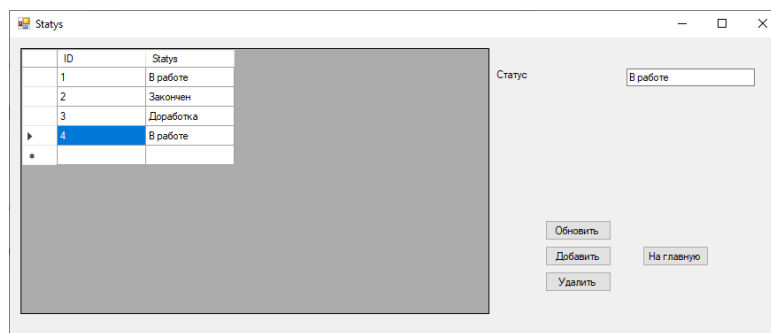 Statys
ID Statys
1 В работе
2 Закончен
3 Доработка
4 В работе
Статус В работе
Обновить
Добавить На главную
Удалить